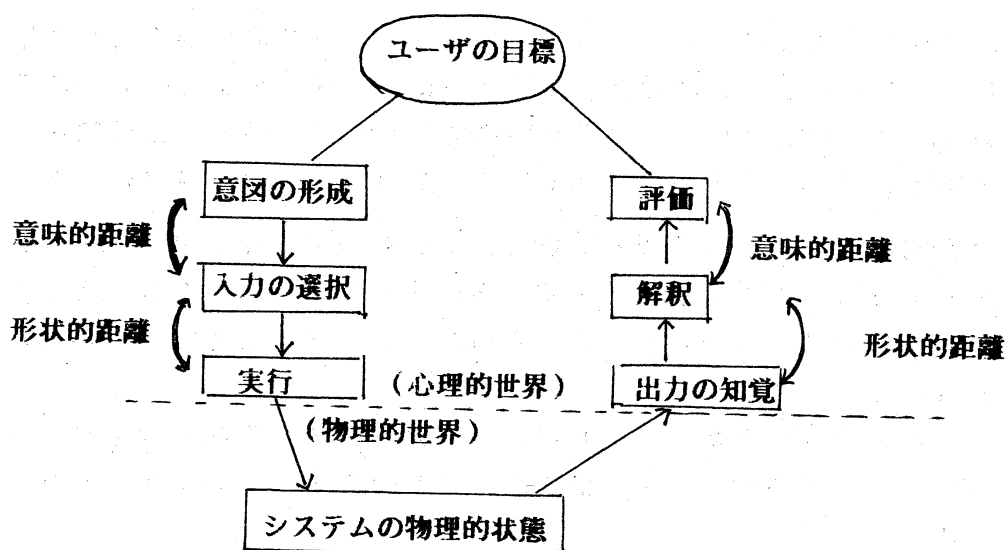 ユーザの目標
意図の形成
評価
意味的距離
意味的距離
入力の選択
解釈
形状的距離
形状的距離
実行
(心理的世界)
出力の知覚
(物理的世界)
システムの物理的状態